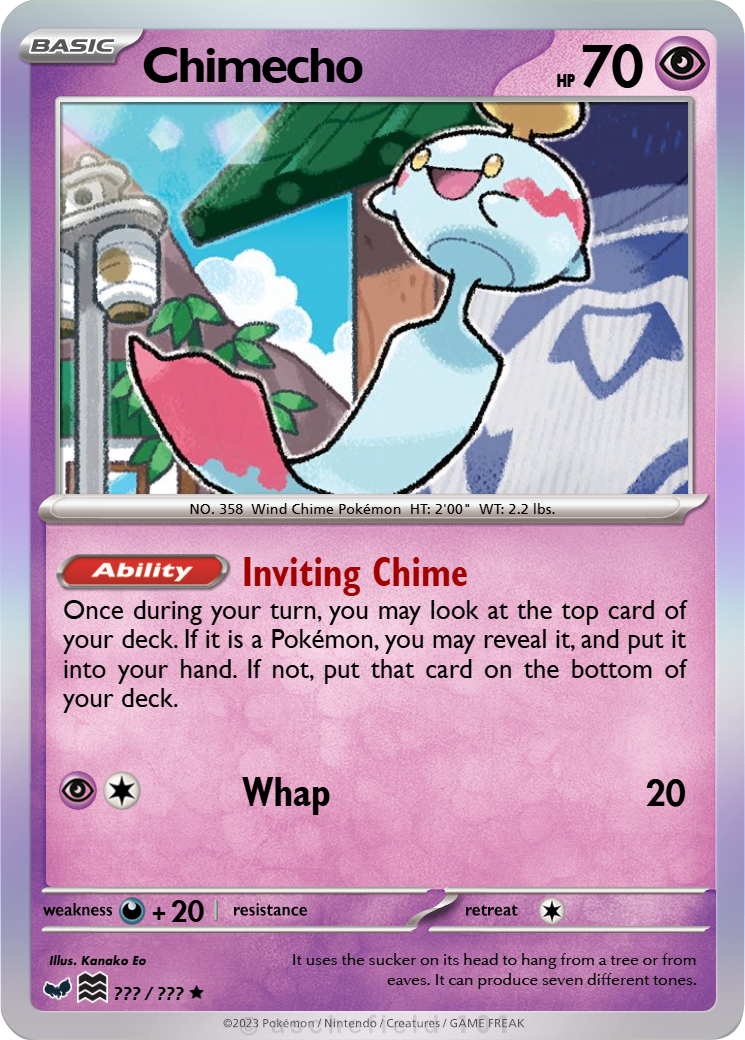 BASIC Chimecho HP 70
NO. 358 Wind Chime Pokémon HT: 2'00" WT: 2.2 lbs.
Ability Inviting Chime
Once during your turn, you may look at the top card of
your deck. If it is a Pokémon, you may reveal it, and put it
into your hand. If not, put that card on the bottom of
your deck.
Whap 20
weakness + 20 resistance retreat
Illus. Kanako Eo
It uses the sucker on its head to hang from a tree or from
eaves. It can produce seven different tones.
??? / ??? ★
©2023 Pokémon / Nintendo / Creatures / GAME FREAK